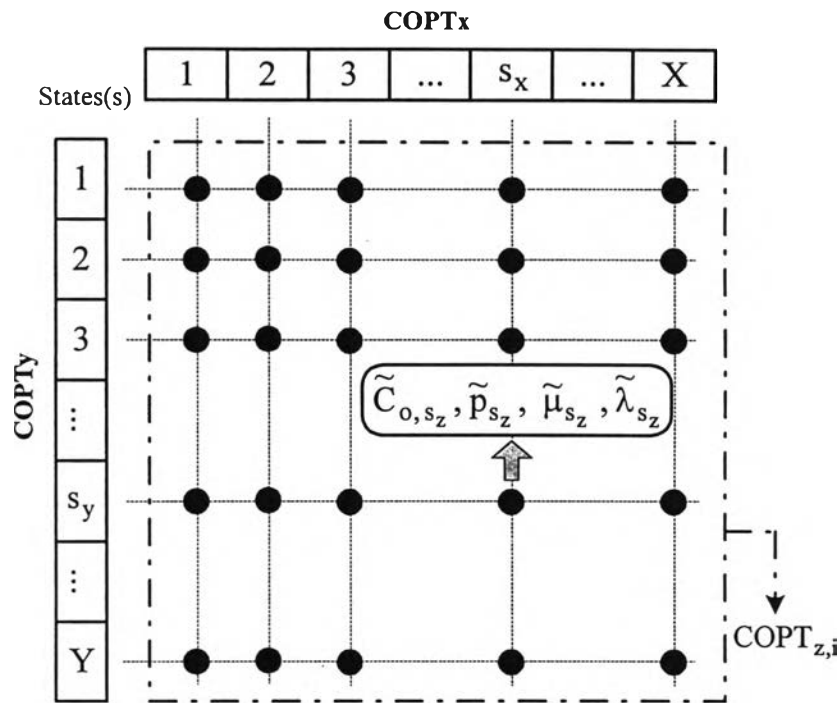 COPTx
1 2 3 ... s_x ... X
States(s)
1
2
3
...
s_y
...
Y
COPTy
C̃_{o,s_z}, p̃_{s_z}, μ̃_{s_z}, λ̃_{s_z}
COPT_{z,i}